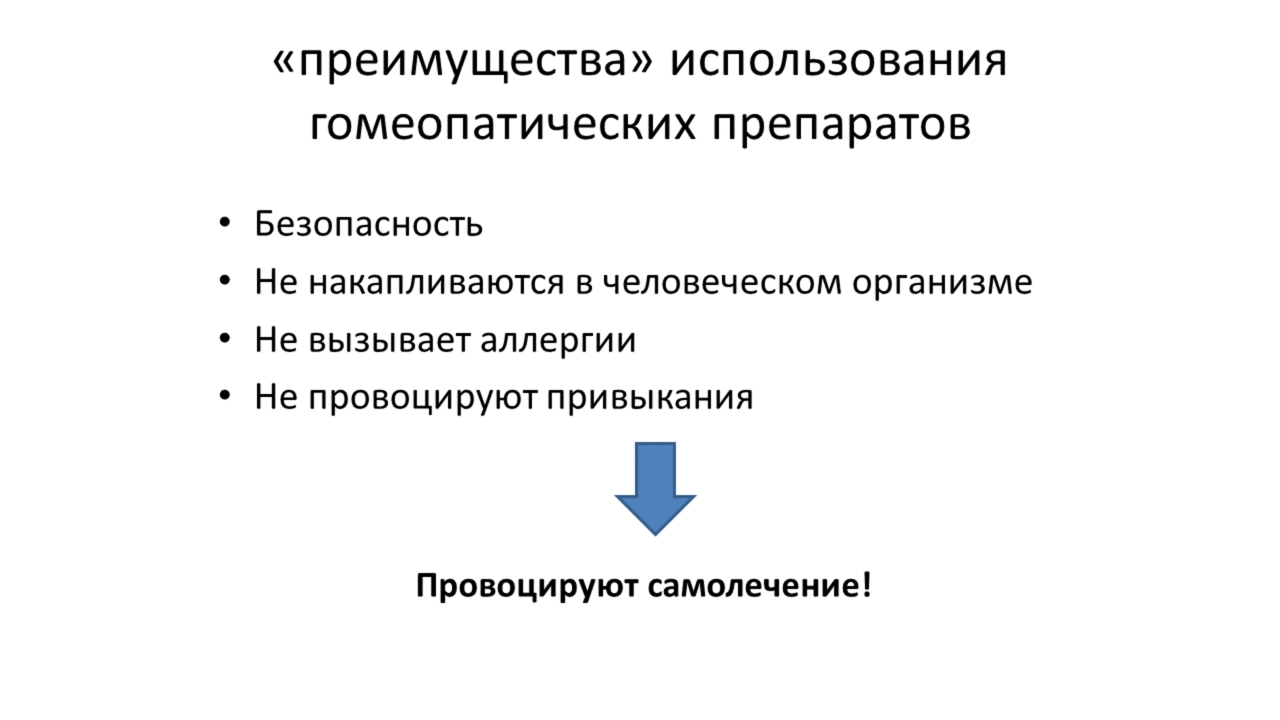 «преимущества» использования
гомеопатических препаратов
• Безопасность
• Не накапливаются в человеческом организме
• Не вызывает аллергии
• Не провоцируют привыкания
Провоцируют самолечение!